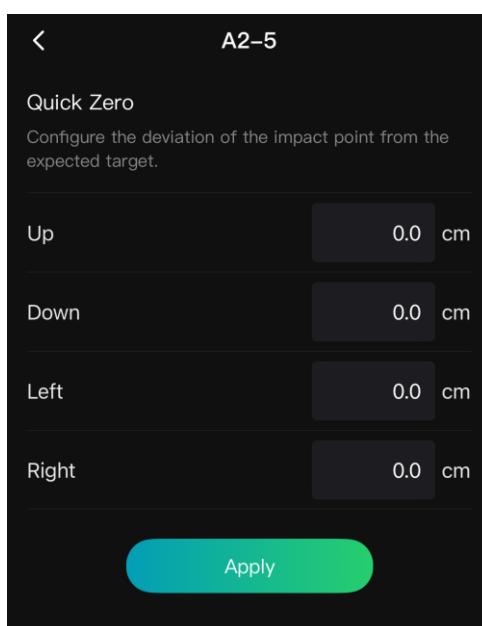 A2-5
Quick Zero
Configure the deviation of the impact point from the
expected target.
Up 0.0 cm
Down 0.0 cm
Left 0.0 cm
Right 0.0 cm
Apply